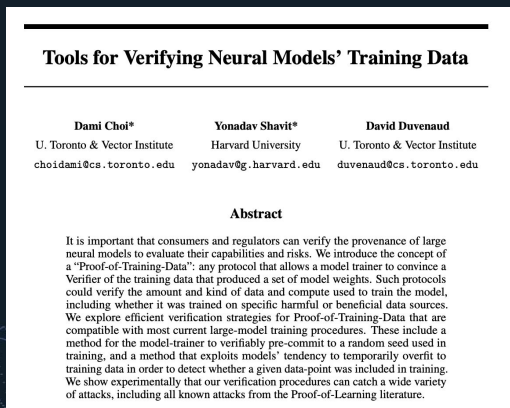 Tools for Verifying Neural Models' Training Data
Dami Choi* Yonadav Shavit* David Duvenaud
U. Toronto & Vector Institute Harvard University U. Toronto & Vector Institute
choidami@cs.toronto.edu yonadav@g.harvard.edu duvenaud@cs.toronto.edu
Abstract
It is important that consumers and regulators can verify the provenance of large
neural models to evaluate their capabilities and risks. We introduce the concept of
a "Proof-of-Training-Data": any protocol that allows a model trainer to convince a
Verifier of the training data that produced a set of model weights. Such protocols
could verify the amount and kind of data and compute used to train the model,
including whether it was trained on specific harmful or beneficial data sources.
We explore efficient verification strategies for Proof-of-Training-Data that are
compatible with most current large-model training procedures. These include a
method for the model-trainer to verifiably pre-commit to a random seed used in
training, and a method that exploits models' tendency to temporarily overfit to
training data in order to detect whether a given data-point was included in training.
We show experimentally that our verification procedures can catch a wide variety
of attacks, including all known attacks from the Proof-of-Learning literature.